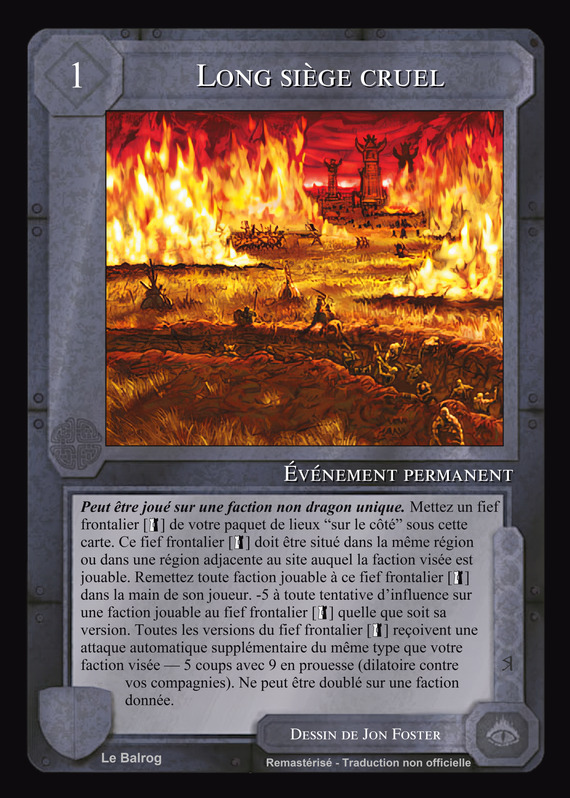 1
Long siège cruel
Événement permanent
Peut être joué sur une faction non dragon unique. Mettez un fief
frontalier [] de votre paquet de lieux “sur le côté” sous cette
carte. Ce fief frontalier [] doit être situé dans la même région
ou dans une région adjacente au site auquel la faction visée est
jouable. Remettez toute faction jouable à ce fief frontalier []
dans la main de son joueur. -5 à toute tentative d’influence sur
une faction jouable au fief frontalier [] quelle que soit sa
version. Toutes les versions du fief frontalier [] reçoivent une
attaque automatique supplémentaire du même type que votre
faction visée — 5 coups avec 9 en prouesse (dilatoire contre
vos compagnies). Ne peut être doublé sur une faction
donnée.
Dessin de Jon Foster
Le Balrog
Remastérisé - Traduction non officielle